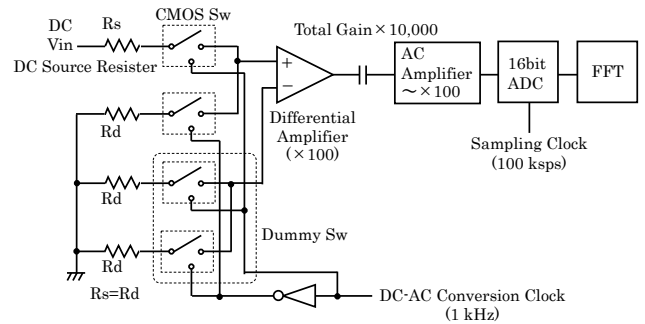 CMOS Sw
DC
Vin
Rs
DC Source Resister
Total Gain×10,000
+
−
AC
Amplifier
～×100
16bit
ADC
FFT
Differential
Amplifier
(×100)
Sampling Clock
(100 ksps)
Rd
Rd
Rd
Dummy Sw
Rs=Rd
DC-AC Conversion Clock
(1 kHz)